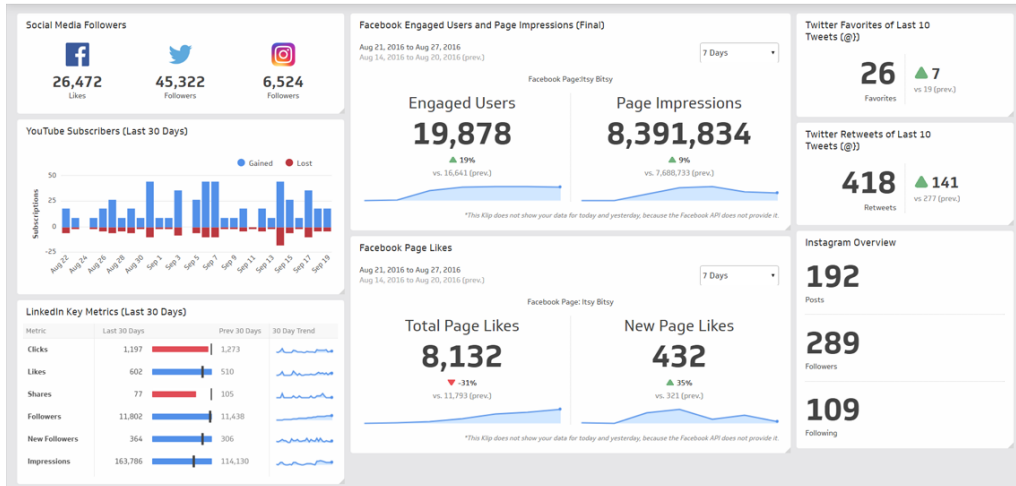 Social Media Followers
26,472
Likes
45,322
Followers
6,524
Followers
YouTube Subscribers (Last 30 Days)
Gained
Lost
Subscriptions
50
25
0
-25
Aug 22
Aug 24
Aug 26
Aug 28
Aug 30
Sep 1
Sep 3
Sep 5
Sep 7
Sep 9
Sep 11
Sep 13
Sep 15
Sep 17
Sep 19
LinkedIn Key Metrics (Last 30 Days)
Metric Last 30 Days Prev 30 Days 30 Day Trend
Clicks 1,197 1,273
Likes 602 510
Shares 77 105
Followers 11,802 11,438
New Followers 364 306
Impressions 163,786 114,130
Facebook Engaged Users and Page Impressions (Final)
Aug 21, 2016 to Aug 27, 2016
Aug 14, 2016 to Aug 20, 2016 (prev.)
7 Days
Facebook Page:Itsy Bitsy
Engaged Users
19,878
19%
vs. 16,641 (prev.)
Page Impressions
8,391,834
9%
vs. 7,688,733 (prev.)
*This Klip does not show your data for today and yesterday, because the Facebook API does not provide it.
Facebook Page Likes
Aug 21, 2016 to Aug 27, 2016
Aug 14, 2016 to Aug 20, 2016 (prev.)
7 Days
Facebook Page: Itsy Bitsy
Total Page Likes
8,132
-31%
vs. 11,793 (prev.)
New Page Likes
432
35%
vs. 321 (prev.)
*This Klip does not show your data for today and yesterday, because the Facebook API does not provide it.
Twitter Favorites of Last 10
Tweets (@})
26
Favorites
7
vs 19 (prev.)
Twitter Retweets of Last 10
Tweets (@})
418
Retweets
141
vs 277 (prev.)
Instagram Overview
192
Posts
289
Followers
109
Following